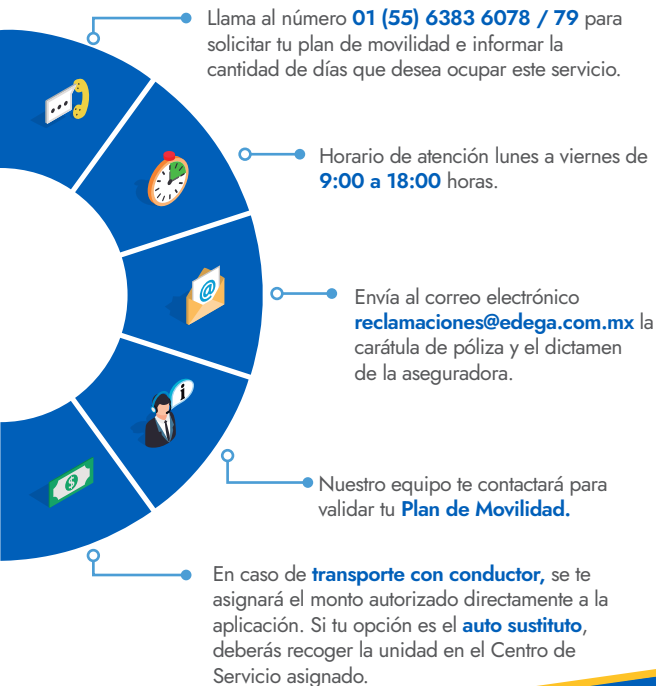 Llama al número 01 (55) 6383 6078 / 79 para
solicitar tu plan de movilidad e informar la
cantidad de días que desea ocupar este servicio.
Horario de atención lunes a viernes de
9:00 a 18:00 horas.
Envía al correo electrónico
reclamaciones@edega.com.mx la
carátula de póliza y el dictamen
de la aseguradora.
Nuestro equipo te contactará para
validar tu Plan de Movilidad.
En caso de transporte con conductor, se te
asignará el monto autorizado directamente a la
aplicación. Si tu opción es el auto sustituto,
deberás recoger la unidad en el Centro de
Servicio asignado.